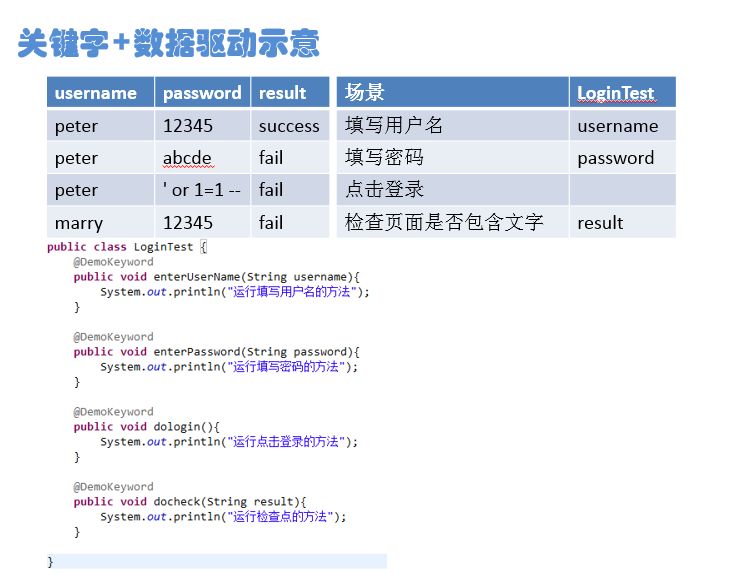 关键字+数据驱动示意
username password result
peter 12345 success
peter abcde fail
peter ' or 1=1 -- fail
marry 12345 fail
场景 LoginTest
填写用户名 username
填写密码 password
点击登录
检查页面是否包含文字 result
public class LoginTest {
@DemoKeyword
public void enterUserName(String username){
System.out.println("运行填写用户名的方法");
}
@DemoKeyword
public void enterPassword(String password){
System.out.println("运行填写密码的方法");
}
@DemoKeyword
public void dologin(){
System.out.println("运行点击登录的方法");
}
@DemoKeyword
public void docheck(String result){
System.out.println("运行检查点的方法");
}
}